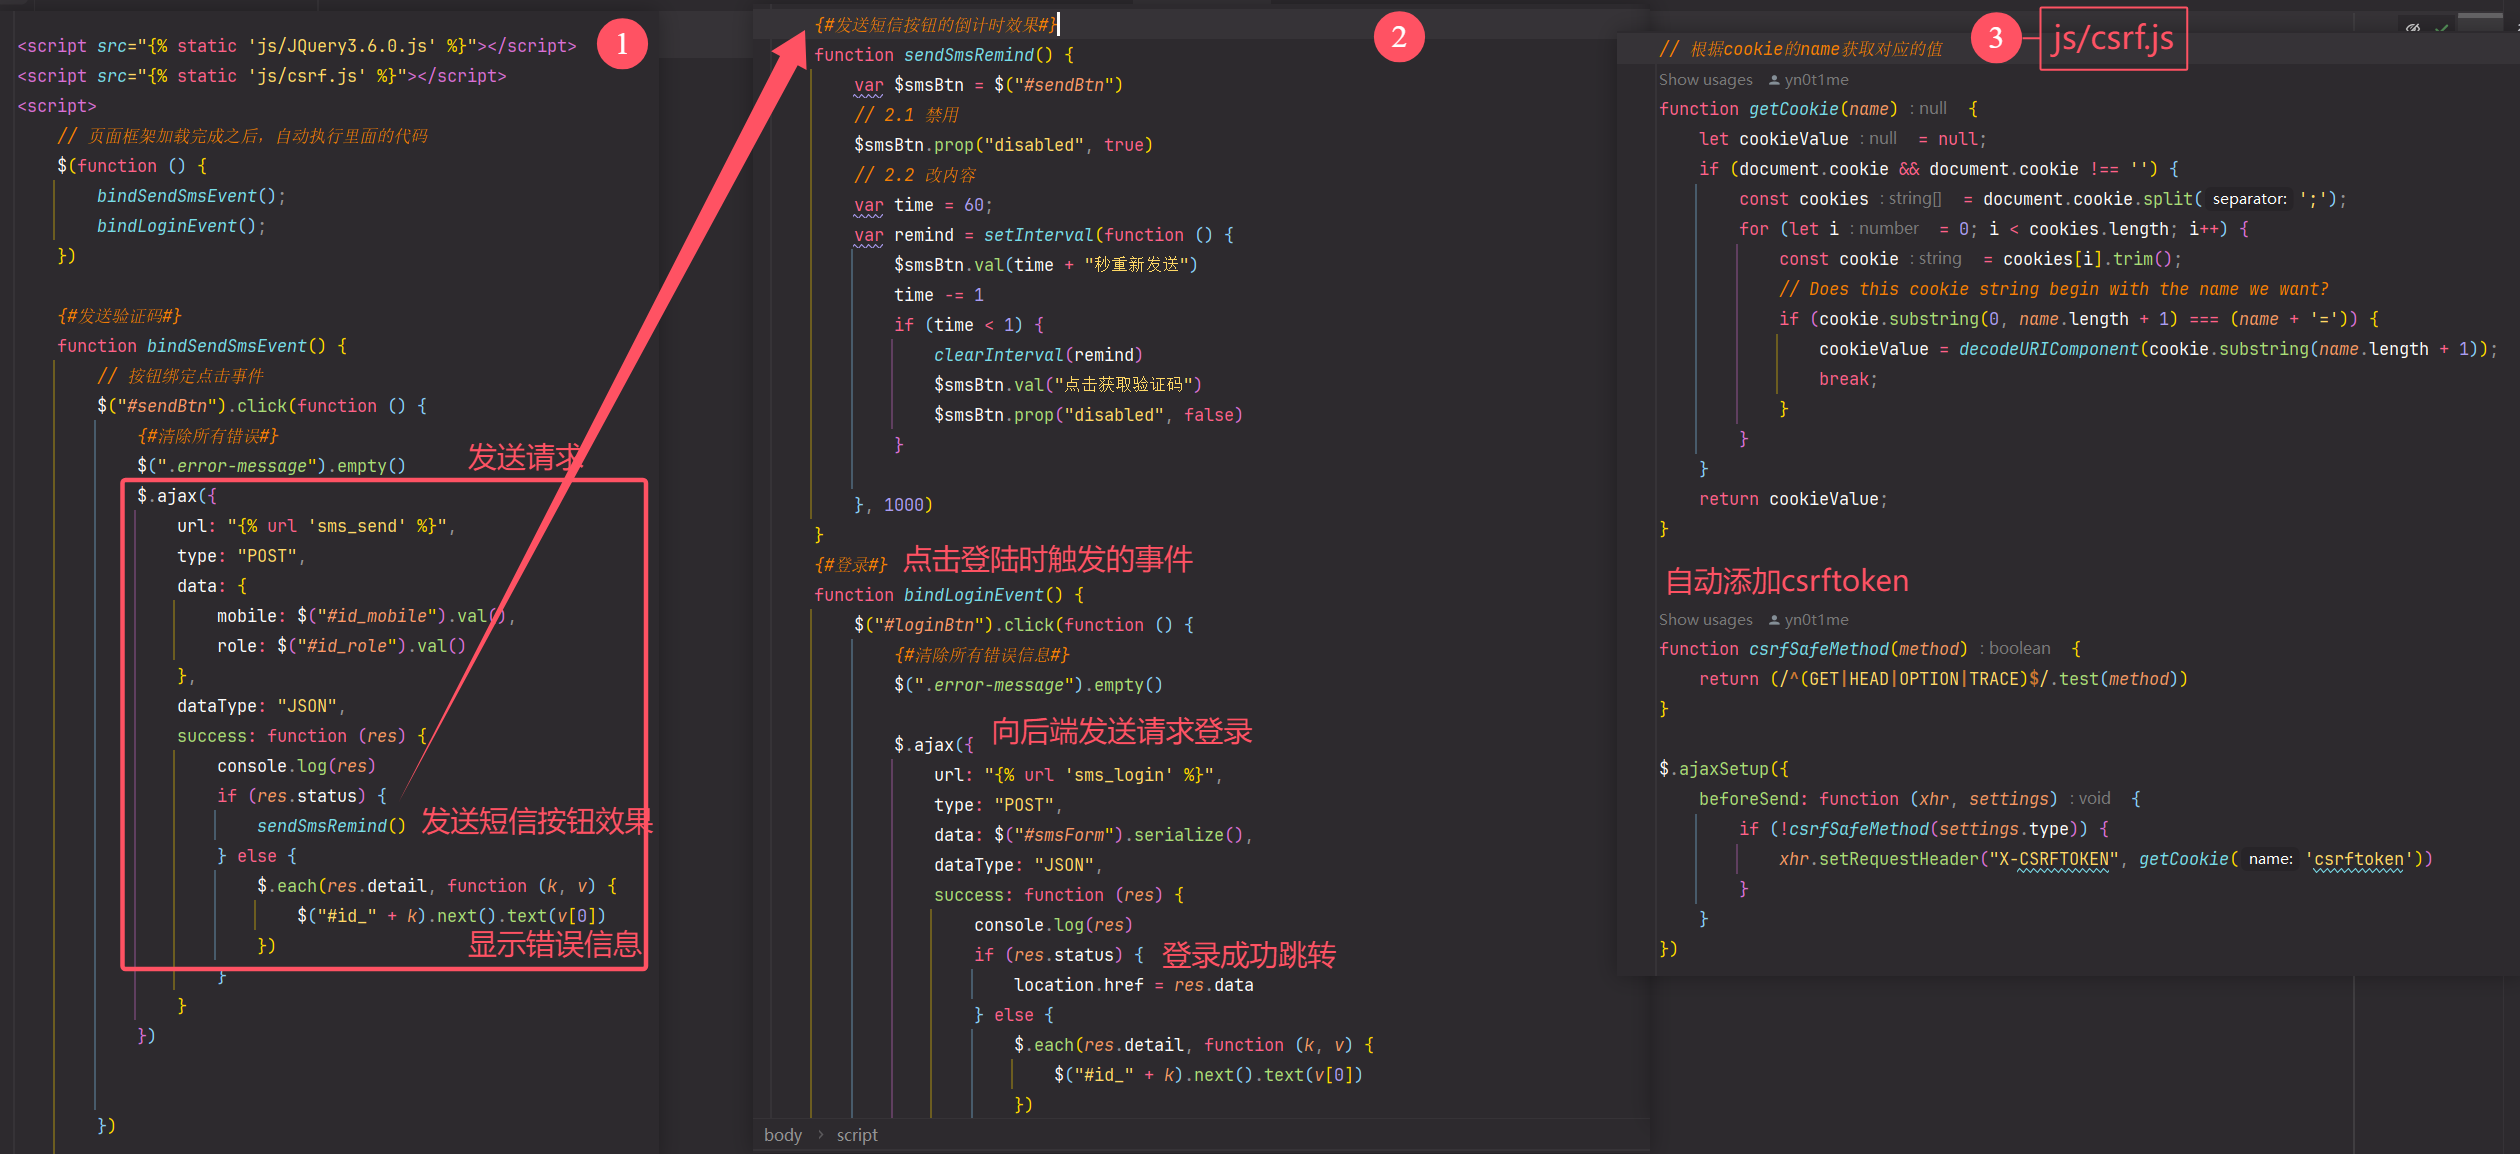 <script src="{% static 'js/JQuery3.6.0.js' %}"></script>
<script src="{% static 'js/csrf.js' %}"></script>
<script>
// 页面框架加载完成之后，自动执行里面的代码
$(function () {
bindSendSmsEvent();
bindLoginEvent();
})
{#发送验证码#}
function bindSendSmsEvent() {
// 按钮绑定点击事件
$("#sendBtn").click(function () {
{#清除所有错误#}
$(".error-message").empty()
发送请求
$.ajax({
url: "{% url 'sms_send' %}",
type: "POST",
data: {
mobile: $("#id_mobile").val(),
role: $("#id_role").val()
},
dataType: "JSON",
success: function (res) {
console.log(res)
if (res.status) {
sendSmsRemind() 发送短信按钮效果
} else {
$.each(res.detail, function (k, v) {
$("#id_" + k).next().text(v[0])
}) 显示错误信息
}
}
})
})
1
2
{#发送短信按钮的倒计时效果#}
function sendSmsRemind() {
var $smsBtn = $("#sendBtn")
// 2.1 禁用
$smsBtn.prop("disabled", true)
// 2.2 改内容
var time = 60;
var remind = setInterval(function () {
$smsBtn.val(time + "秒重新发送")
time -= 1
if (time < 1) {
clearInterval(remind)
$smsBtn.val("点击获取验证码")
$smsBtn.prop("disabled", false)
}
}, 1000)
}
{#登录#} 点击登陆时触发的事件
function bindLoginEvent() {
$("#loginBtn").click(function () {
{#清除所有错误信息#}
$(".error-message").empty()
向后端发送请求登录
$.ajax({
url: "{% url 'sms_login' %}",
type: "POST",
data: $("#smsForm").serialize(),
dataType: "JSON",
success: function (res) {
console.log(res)
if (res.status) { 登录成功跳转
location.href = res.data
} else {
$.each(res.detail, function (k, v) {
$("#id_" + k).next().text(v[0])
})
body › script
3 js/csrf.js
// 根据cookie的name获取对应的值
Show usages yn0t1me
function getCookie(name) : null {
let cookieValue : null = null;
if (document.cookie && document.cookie !== '') {
const cookies : string[] = document.cookie.split( separator: ';');
for (let i : number = 0; i < cookies.length; i++) {
const cookie : string = cookies[i].trim();
// Does this cookie string begin with the name we want?
if (cookie.substring(0, name.length + 1) === (name + '=')) {
cookieValue = decodeURIComponent(cookie.substring(name.length + 1));
break;
}
}
}
return cookieValue;
}
自动添加csrftoken
Show usages yn0t1me
function csrfSafeMethod(method) : boolean {
return (/^(GET|HEAD|OPTION|TRACE)$/.test(method))
}
$.ajaxSetup({
beforeSend: function (xhr, settings) : void {
if (!csrfSafeMethod(settings.type)) {
xhr.setRequestHeader("X-CSRFTOKEN", getCookie( name: 'csrftoken'))
}
}
})